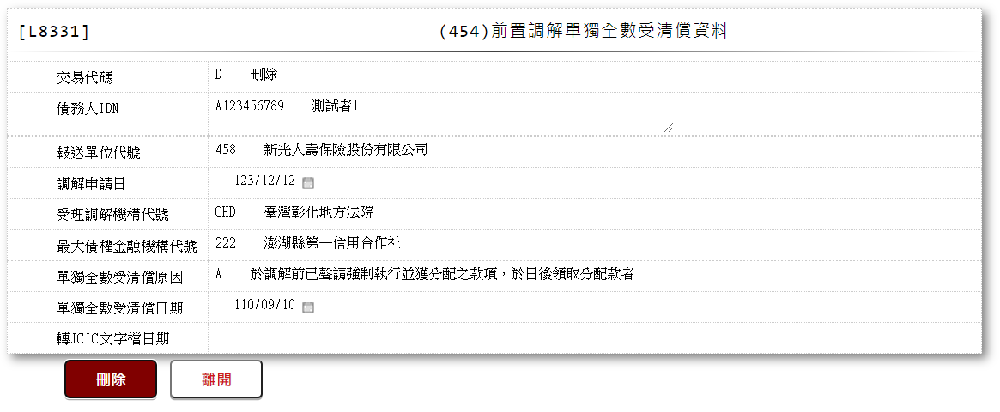 [L8331] (454)前置調解單獨全數受清償資料
交易代碼 D 刪除
債務人IDN A123456789 測試者1
報送單位代號 458 新光人壽保險股份有限公司
調解申請日 123/12/12
受理調解機構代號 CHD 臺灣彰化地方法院
最大債權金融機構代號 222 澎湖縣第一信用合作社
單獨全數受清償原因 A 於調解前已聲請強制執行並獲分配之款項，於日後領取分配款者
單獨全數受清償日期 110/09/10
轉JCIC文字檔日期
刪除 離開